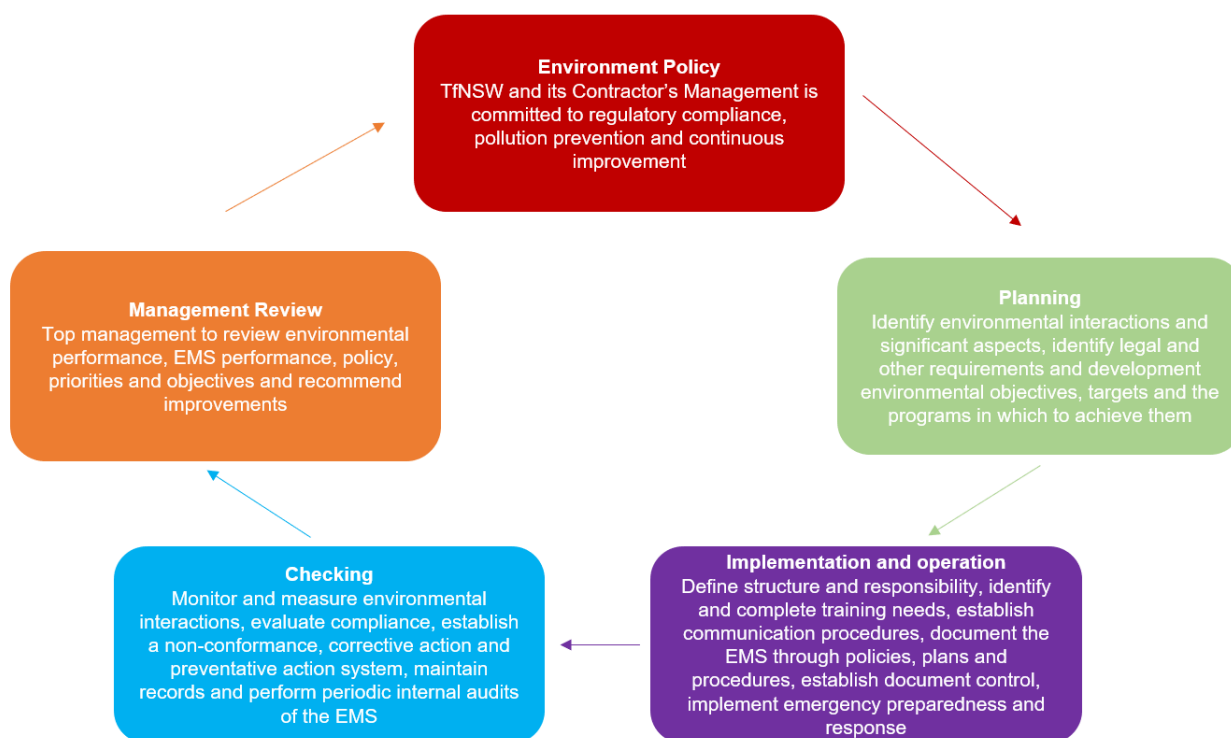 Environment Policy
TfNSW and its Contractor's Management is
committed to regulatory compliance,
pollution prevention and continuous
improvement
Planning
Identify environmental interactions and
significant aspects, identify legal and
other requirements and development
environmental objectives, targets and the
programs in which to achieve them
Implementation and operation
Define structure and responsibility, identify
and complete training needs, establish
communication procedures, document the
EMS through policies, plans and
procedures, establish document control,
implement emergency preparedness and
response
Checking
Monitor and measure environmental
interactions, evaluate compliance, establish
a non-conformance, corrective action and
preventative action system, maintain
records and perform periodic internal audits
of the EMS
Management Review
Top management to review environmental
performance, EMS performance, policy,
priorities and objectives and recommend
improvements